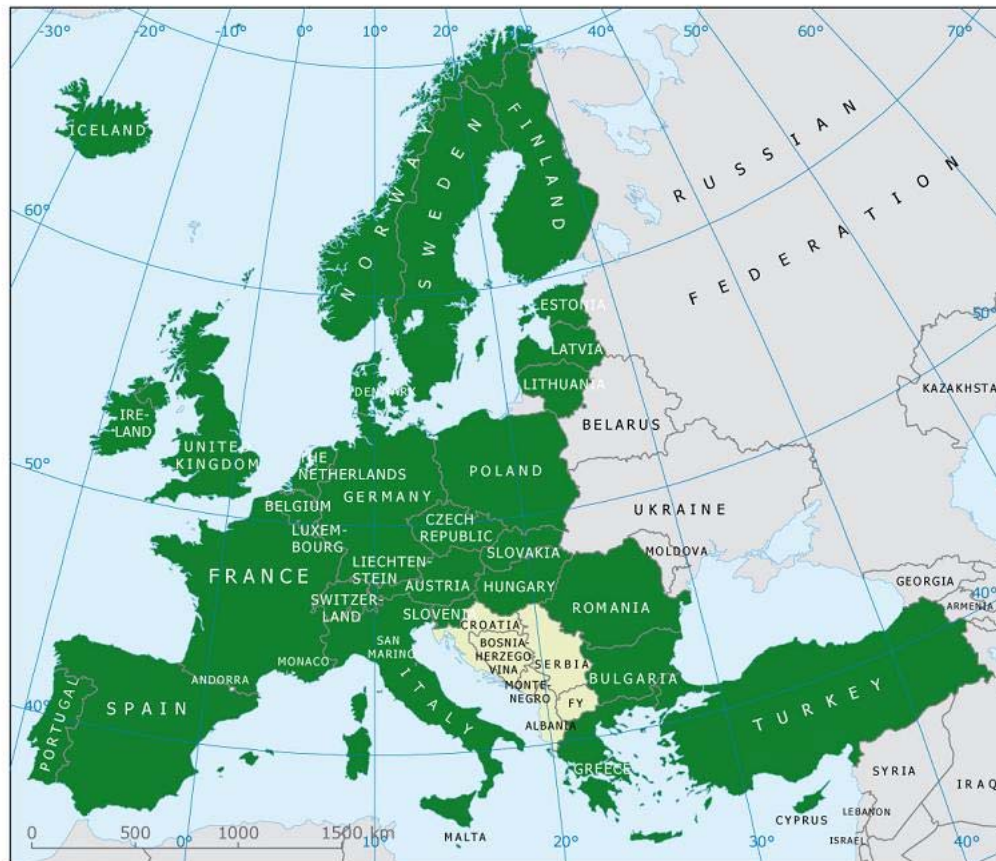 -30°
-20°
-10°
0°
10°
20°
30°
40°
50°
60°
70°
ICELAND
NORWAY
SWEDEN
FINLAND
RUSSIAN
FEDERATION
60°
50°
ESTONIA
LATVIA
LITHUANIA
DENMARK
BELARUS
KAZAKHSTA
IRE-
LAND
UNITED
KINGDOM
THE
NETHERLANDS
BELGIUM
LUXEM-
BOURG
GERMANY
POLAND
UKRAINE
50°
CZECH
REPUBLIC
SLOVAKIA
MOLDOVA
FRANCE
LIECHTEN-
STEIN
AUSTRIA
HUNGARY
SWITZER-
LAND
SLOVENI
ROMANIA
GEORGIA
40°
ARMENIA
CROATIA
BOSNIA-
HERZEGO-
VINA
SERBIA
SAN
MARINO
MONACO
ANDORRA
MONTE-
NEGRO
FY
BULGARIA
ALBANIA
ITALY
PORTUGAL
SPAIN
40°
TURKEY
GREECE
SYRIA
IRAQ
LEBANON
ISRAEL
CYPRUS
MALTA
0
500
1000
1500 km
0°
10°
20°
30°
40°